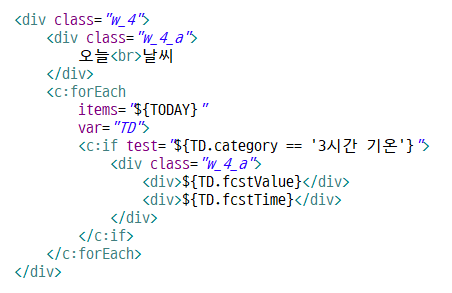 <div class="w_4">
    <div class="w_4_a">
        오늘<br>날씨
    </div>
    <c:forEach
        items="${TODAY}"
        var="TD">
        <c:if test="${TD.category == '3시간 기온'}">
            <div class="w_4_a">
                <div>${TD.fcstValue}</div>
                <div>${TD.fcstTime}</div>
            </div>
        </c:if>
    </c:forEach>
</div>